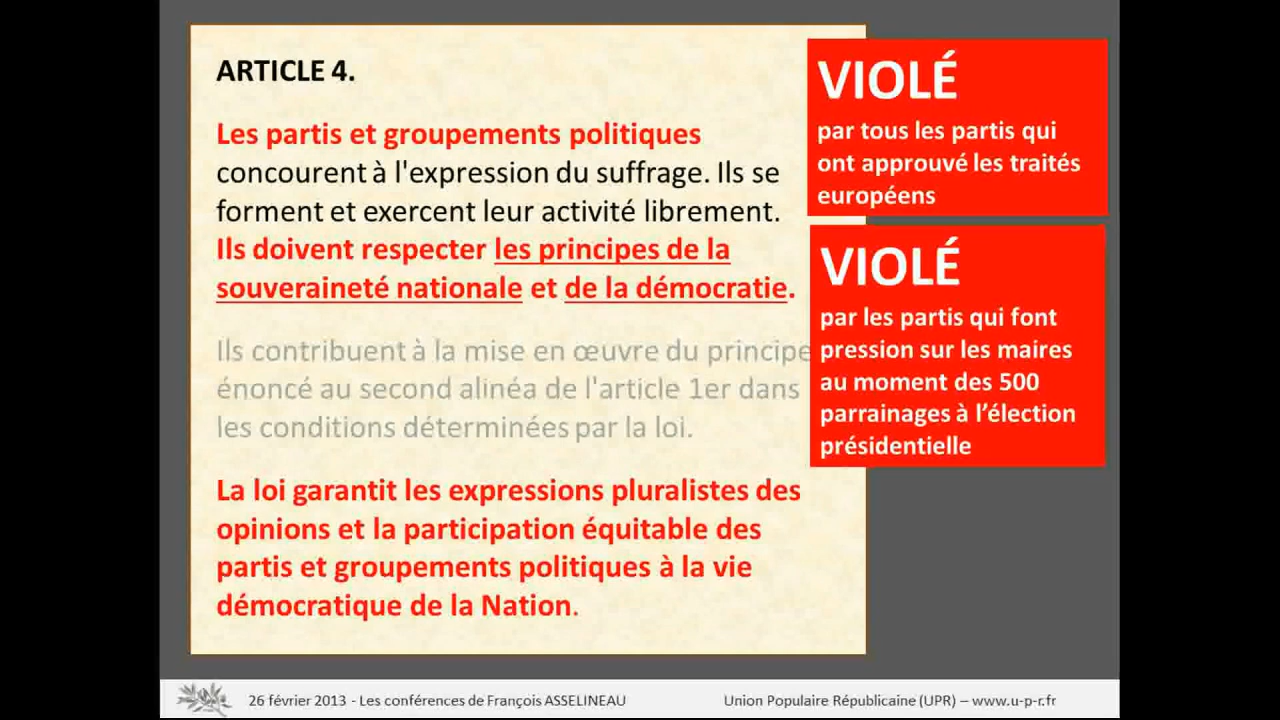 ARTICLE 4.
Les partis et groupements politiques
concourent à l'expression du suffrage. Ils se
forment et exercent leur activité librement.
Ils doivent respecter les principes de la
souveraineté nationale et de la démocratie.
Ils contribuent à la mise en œuvre du principe
énoncé au second alinéa de l'article 1er dans
les conditions déterminées par la loi.
La loi garantit les expressions pluralistes des
opinions et la participation équitable des
partis et groupements politiques à la vie
démocratique de la Nation.
VIOLÉ
par tous les partis qui
ont approuvé les traités
européens
VIOLÉ
par les partis qui font
pression sur les maires
au moment des 500
parrainages à l’élection
présidentielle
26 février 2013 - Les conférences de François ASSELINEAU
Union Populaire Républicaine (UPR) – www.u-p-r.fr